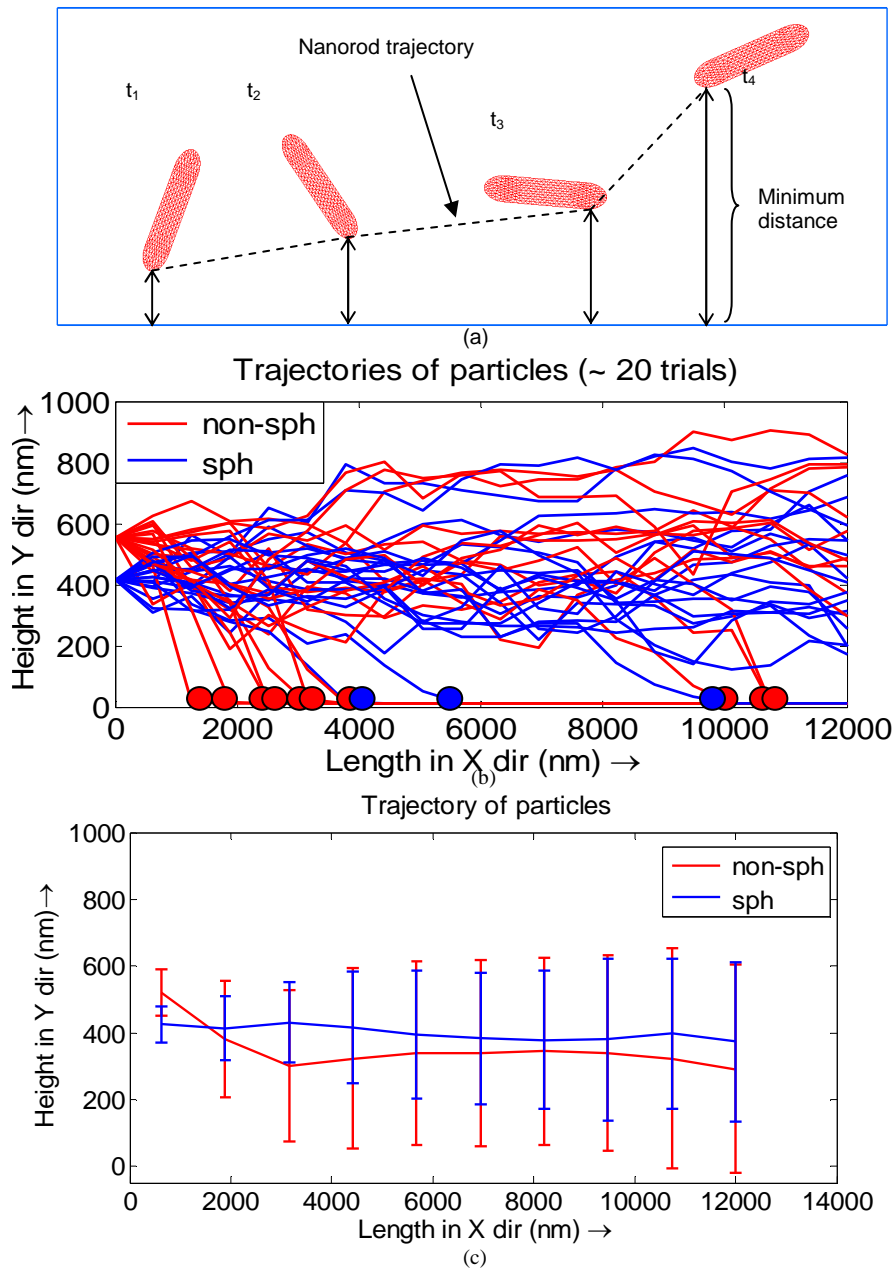 Nanorod trajectory
t1
t2
t3
t4
Minimum
distance
(a)
Trajectories of particles (~ 20 trials)
1000
800
600
400
200
0
Height in Y dir (nm)→
non-sph
sph
0
2000
4000
6000
8000
10000
12000
Length in X dir (nm) →
(b)
Trajectory of particles
1000
800
600
400
200
0
Height in Y dir (nm)→
non-sph
sph
0
2000
4000
6000
8000
10000
12000
14000
Length in X dir (nm) →
(c)